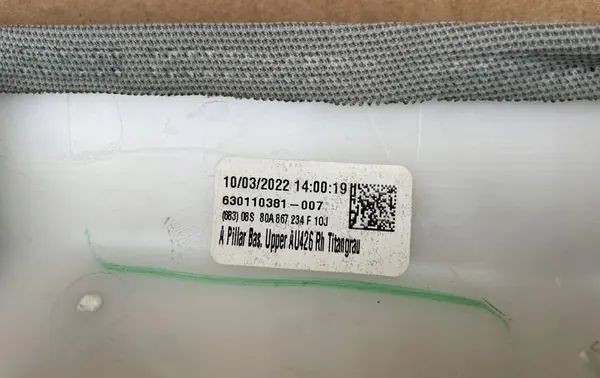 10/03/2022 14:00:19
630110381-007
(683) 08S 80A 867 234 F 10J
A Pillar Bas. Upper AU426 Rh Titangrau